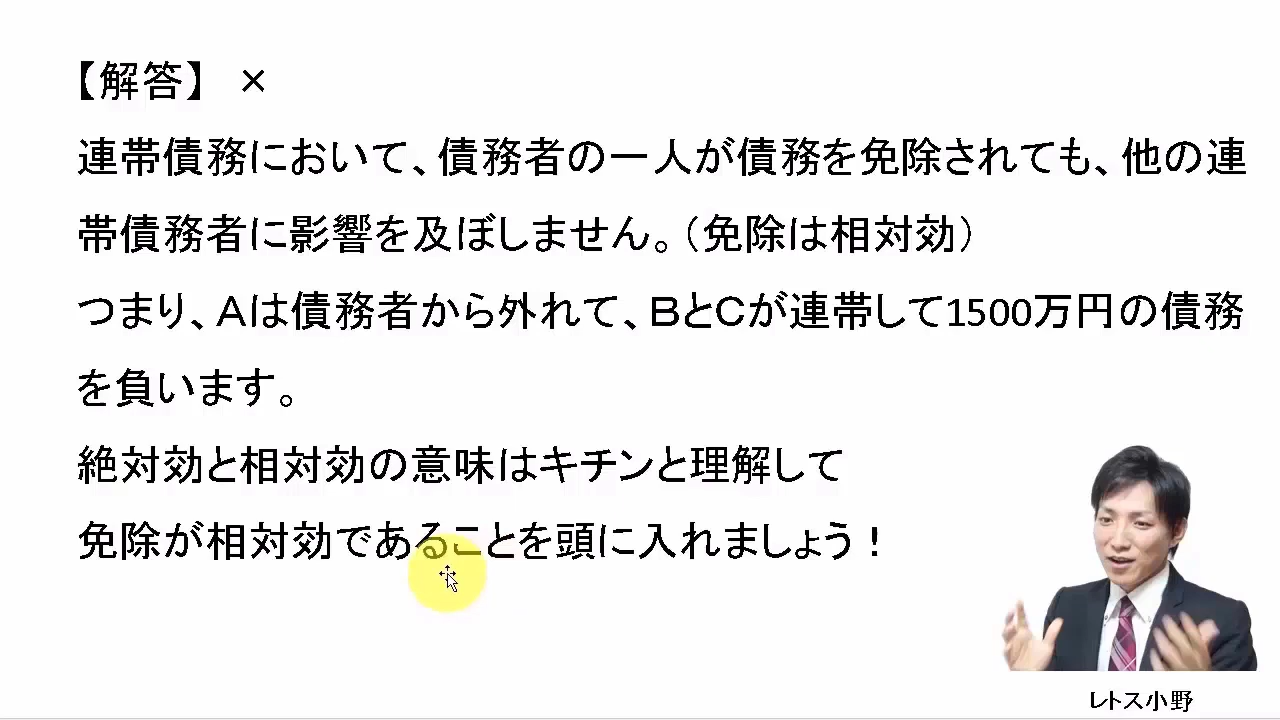 【解答】 ×
連帯債務において、債務者の一人が債務を免除されても、他の連
帯債務者に影響を及ぼしません。（免除は相対効）
つまり、Ａは債務者から外れて、ＢとＣが連帯して1500万円の債務
を負います。
絶対効と相対効の意味はキチンと理解して
免除が相対効であることを頭に入れましょう！
レトス小野